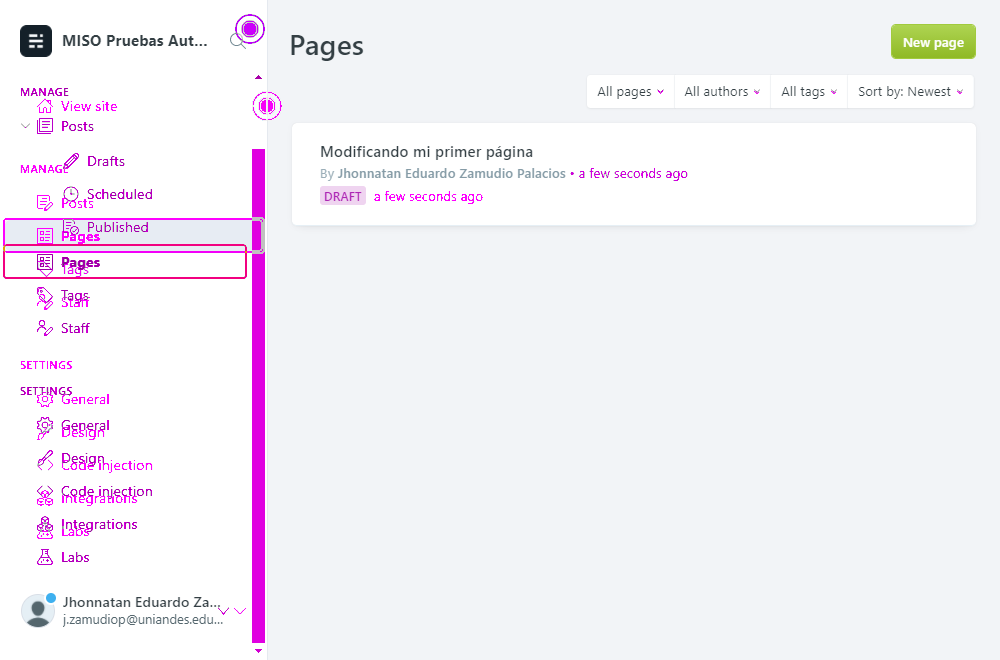 MISO Pruebas Aut...
MANAGE
View site
Posts
Drafts
MANAGE
Scheduled
Posts
Published
Pages
Pages
Tags
Tags
Staff
Staff
SETTINGS
SETTINGS
General
General
Design
Design
Code injection
Code injection
Integrations
Integrations
Labs
Labs
Jhonnatan Eduardo Za...
j.zamudiop@uniandes.edu...
Pages
New page
All pages
All authors
All tags
Sort by: Newest
Modificando mi primer página
By Jhonnatan Eduardo Zamudio Palacios • a few seconds ago
DRAFT a few seconds ago